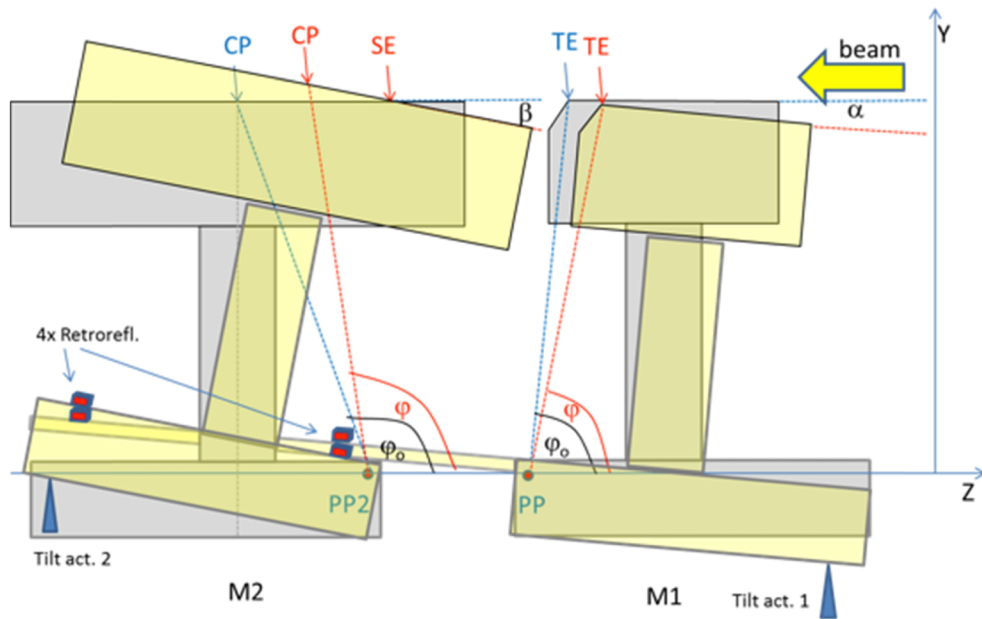 CP CP SE TE TE beam Y
β α
4x Retrorefl.
φ φ
φo φo
PP2 PP Z
Tilt act. 2 M2 M1 Tilt act. 1